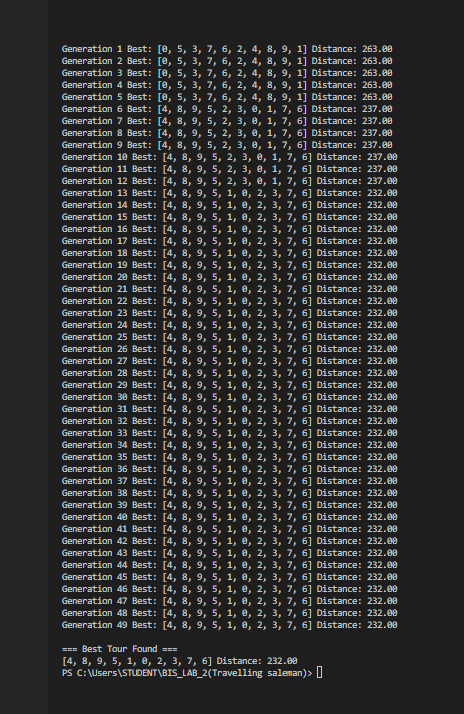 Generation 1 Best: [0, 5, 3, 7, 6, 2, 4, 8, 9, 1] Distance: 263.00
Generation 2 Best: [0, 5, 3, 7, 6, 2, 4, 8, 9, 1] Distance: 263.00
Generation 3 Best: [0, 5, 3, 7, 6, 2, 4, 8, 9, 1] Distance: 263.00
Generation 4 Best: [0, 5, 3, 7, 6, 2, 4, 8, 9, 1] Distance: 263.00
Generation 5 Best: [0, 5, 3, 7, 6, 2, 4, 8, 9, 1] Distance: 263.00
Generation 6 Best: [4, 8, 9, 5, 2, 3, 0, 1, 7, 6] Distance: 237.00
Generation 7 Best: [4, 8, 9, 5, 2, 3, 0, 1, 7, 6] Distance: 237.00
Generation 8 Best: [4, 8, 9, 5, 2, 3, 0, 1, 7, 6] Distance: 237.00
Generation 9 Best: [4, 8, 9, 5, 2, 3, 0, 1, 7, 6] Distance: 237.00
Generation 10 Best: [4, 8, 9, 5, 2, 3, 0, 1, 7, 6] Distance: 237.00
Generation 11 Best: [4, 8, 9, 5, 2, 3, 0, 1, 7, 6] Distance: 237.00
Generation 12 Best: [4, 8, 9, 5, 2, 3, 0, 1, 7, 6] Distance: 237.00
Generation 13 Best: [4, 8, 9, 5, 1, 0, 2, 3, 7, 6] Distance: 232.00
Generation 14 Best: [4, 8, 9, 5, 1, 0, 2, 3, 7, 6] Distance: 232.00
Generation 15 Best: [4, 8, 9, 5, 1, 0, 2, 3, 7, 6] Distance: 232.00
Generation 16 Best: [4, 8, 9, 5, 1, 0, 2, 3, 7, 6] Distance: 232.00
Generation 17 Best: [4, 8, 9, 5, 1, 0, 2, 3, 7, 6] Distance: 232.00
Generation 18 Best: [4, 8, 9, 5, 1, 0, 2, 3, 7, 6] Distance: 232.00
Generation 19 Best: [4, 8, 9, 5, 1, 0, 2, 3, 7, 6] Distance: 232.00
Generation 20 Best: [4, 8, 9, 5, 1, 0, 2, 3, 7, 6] Distance: 232.00
Generation 21 Best: [4, 8, 9, 5, 1, 0, 2, 3, 7, 6] Distance: 232.00
Generation 22 Best: [4, 8, 9, 5, 1, 0, 2, 3, 7, 6] Distance: 232.00
Generation 23 Best: [4, 8, 9, 5, 1, 0, 2, 3, 7, 6] Distance: 232.00
Generation 24 Best: [4, 8, 9, 5, 1, 0, 2, 3, 7, 6] Distance: 232.00
Generation 25 Best: [4, 8, 9, 5, 1, 0, 2, 3, 7, 6] Distance: 232.00
Generation 26 Best: [4, 8, 9, 5, 1, 0, 2, 3, 7, 6] Distance: 232.00
Generation 27 Best: [4, 8, 9, 5, 1, 0, 2, 3, 7, 6] Distance: 232.00
Generation 28 Best: [4, 8, 9, 5, 1, 0, 2, 3, 7, 6] Distance: 232.00
Generation 29 Best: [4, 8, 9, 5, 1, 0, 2, 3, 7, 6] Distance: 232.00
Generation 30 Best: [4, 8, 9, 5, 1, 0, 2, 3, 7, 6] Distance: 232.00
Generation 31 Best: [4, 8, 9, 5, 1, 0, 2, 3, 7, 6] Distance: 232.00
Generation 32 Best: [4, 8, 9, 5, 1, 0, 2, 3, 7, 6] Distance: 232.00
Generation 33 Best: [4, 8, 9, 5, 1, 0, 2, 3, 7, 6] Distance: 232.00
Generation 34 Best: [4, 8, 9, 5, 1, 0, 2, 3, 7, 6] Distance: 232.00
Generation 35 Best: [4, 8, 9, 5, 1, 0, 2, 3, 7, 6] Distance: 232.00
Generation 36 Best: [4, 8, 9, 5, 1, 0, 2, 3, 7, 6] Distance: 232.00
Generation 37 Best: [4, 8, 9, 5, 1, 0, 2, 3, 7, 6] Distance: 232.00
Generation 38 Best: [4, 8, 9, 5, 1, 0, 2, 3, 7, 6] Distance: 232.00
Generation 39 Best: [4, 8, 9, 5, 1, 0, 2, 3, 7, 6] Distance: 232.00
Generation 40 Best: [4, 8, 9, 5, 1, 0, 2, 3, 7, 6] Distance: 232.00
Generation 41 Best: [4, 8, 9, 5, 1, 0, 2, 3, 7, 6] Distance: 232.00
Generation 42 Best: [4, 8, 9, 5, 1, 0, 2, 3, 7, 6] Distance: 232.00
Generation 43 Best: [4, 8, 9, 5, 1, 0, 2, 3, 7, 6] Distance: 232.00
Generation 44 Best: [4, 8, 9, 5, 1, 0, 2, 3, 7, 6] Distance: 232.00
Generation 45 Best: [4, 8, 9, 5, 1, 0, 2, 3, 7, 6] Distance: 232.00
Generation 46 Best: [4, 8, 9, 5, 1, 0, 2, 3, 7, 6] Distance: 232.00
Generation 47 Best: [4, 8, 9, 5, 1, 0, 2, 3, 7, 6] Distance: 232.00
Generation 48 Best: [4, 8, 9, 5, 1, 0, 2, 3, 7, 6] Distance: 232.00
Generation 49 Best: [4, 8, 9, 5, 1, 0, 2, 3, 7, 6] Distance: 232.00
=== Best Tour Found ===
[4, 8, 9, 5, 1, 0, 2, 3, 7, 6] Distance: 232.00
PS C:\Users\STUDENT\BIS_LAB_2(Travelling saleman)>